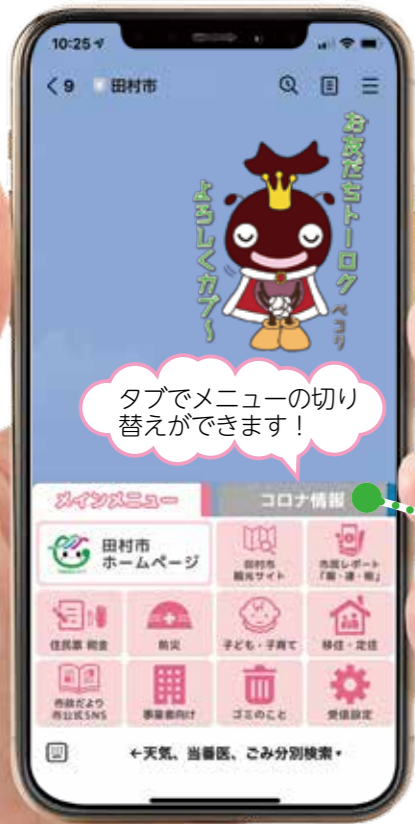 10:25
9 田村市
お友だちトーロク
ペコリ
よろしくカブ〜
タブでメニューの切り
替えができます！
メインメニュー
コロナ情報
田村市
ホームページ
田村市
観光サイト
市民レポート
住民票 税金
防災
子ども・子育て
移住・定住
市政だより
市公式SNS
事業者向け
ゴミのこと
受信設定
←天気、当番医、ごみ分別検索・